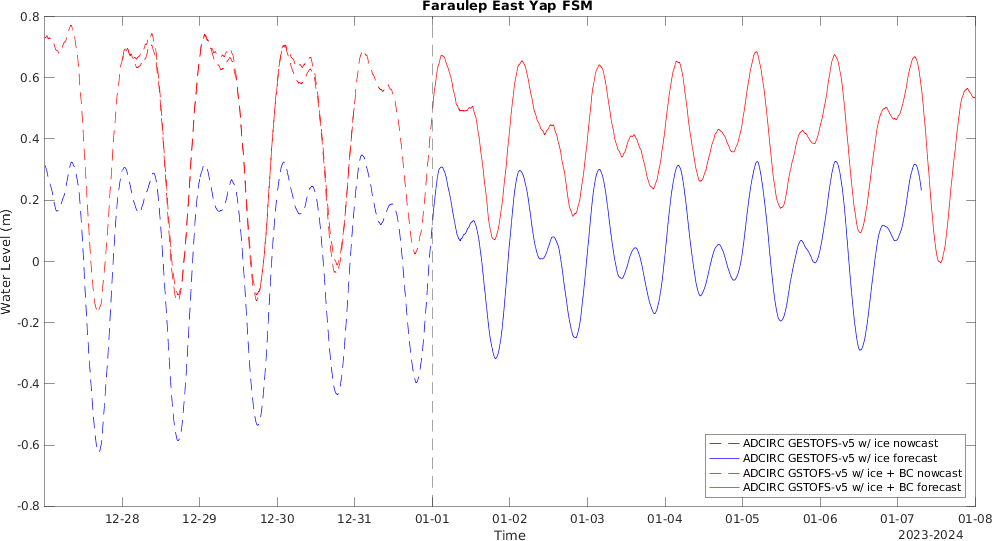 Faraulep East Yap FSM
0.8
0.6
0.4
0.2
0
-0.2
-0.4
-0.6
-0.8
Water Level (m)
ADCIRC GESTOFS-v5 w/ ice nowcast
ADCIRC GESTOFS-v5 w/ ice forecast
ADCIRC GSTOFS-v5 w/ ice + BC nowcast
ADCIRC GSTOFS-v5 w/ ice + BC forecast
12-28 12-29 12-30 12-31 01-01 01-02 01-03 01-04 01-05 01-06 01-07 01-08
Time
2023-2024